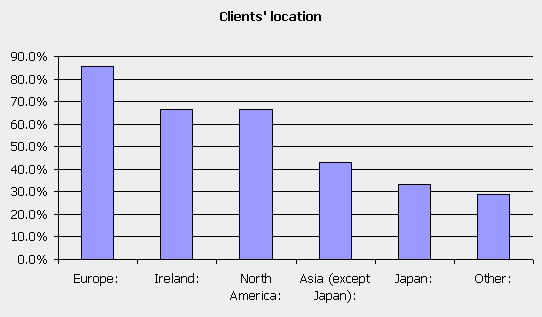 Clients' location
90.0%
80.0%
70.0%
60.0%
50.0%
40.0%
30.0%
20.0%
10.0%
0.0%
Europe:
Ireland:
North
America:
Asia (except
Japan):
Japan:
Other: